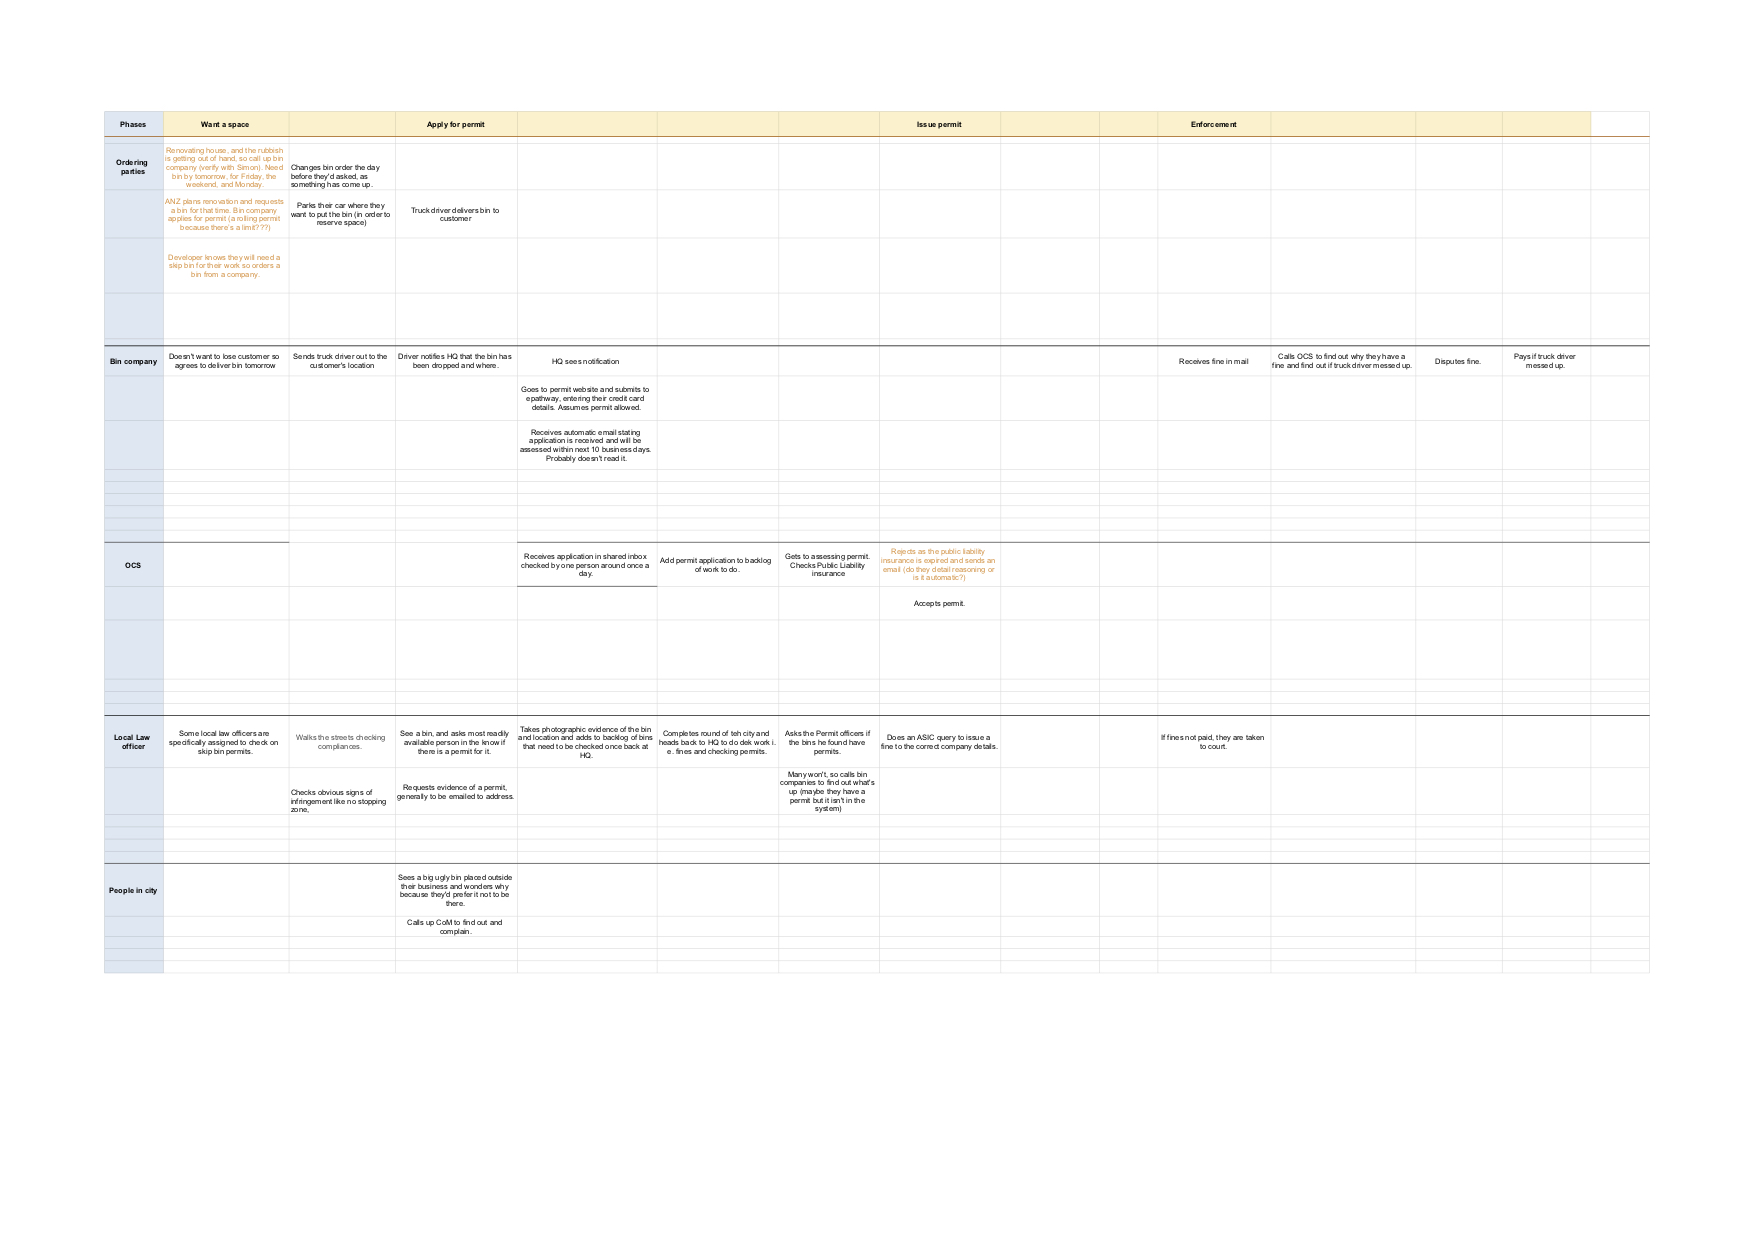 Phases
Want a space
Apply for permit
Issue permit
Enforcement
Ordering
parties
Renovating house, and the rubbish
is getting out of hand, so call up bin
company (verify with Simon). Need
bin by tomorrow, for Friday, the
weekend, and Monday.
Changes bin order the day
before they'd asked, as
something has come up.
ANZ plans renovation and requests
a bin for that time. Bin company
applies for permit (a rolling permit
because there's a limit???)
Parks their car where they
want to put the bin (in order to
reserve space)
Truck driver delivers bin to
customer
Developer knows they will need a
skip bin for their work so orders a
bin from a company.
Bin company
Doesn't want to lose customer so
agrees to deliver bin tomorrow
Sends truck driver out to the
customer's location
Driver notifies HQ that the bin has
been dropped and where.
HQ sees notification
Receives fine in mail
Calls OCS to find out why they have a
fine and find out if truck driver messed up.
Disputes fine.
Pays if truck driver
messed up.
Goes to permit website and submits to
epathway, entering their credit card
details. Assumes permit allowed.
Receives automatic email stating
application is received and will be
assessed within next 10 business days.
Probably doesn't read it.
OCS
Receives application in shared inbox
checked by one person around once a
day.
Add permit application to backlog
of work to do.
Gets to assessing permit.
Checks Public Liability
insurance
Rejects as the public liability
insurance is expired and sends an
email (do they detail reasoning or
is it automatic?)
Accepts permit.
Local Law
officer
Some local law officers are
specifically assigned to check on
skip bin permits.
Walks the streets checking
compliances.
See a bin, and asks most readily
available person in the know if
there is a permit for it.
Takes photographic evidence of the bin
and location and adds to backlog of bins
that need to be checked once back at
HQ.
Completes round of teh city and
heads back to HQ to do dek work i.
e. fines and checking permits.
Asks the Permit officers if
the bins he found have
permits.
Does an ASIC query to issue a
fine to the correct company details.
If fines not paid, they are taken
to court.
Checks obvious signs of
infringement like no stopping
zone,
Requests evidence of a permit,
generally to be emailed to address.
Many won't, so calls bin
companies to find out what's
up (maybe they have a
permit but it isn't in the
system)
People in city
Sees a big ugly bin placed outside
their business and wonders why
because they'd prefer it not to be
there.
Calls up CoM to find out and
complain.